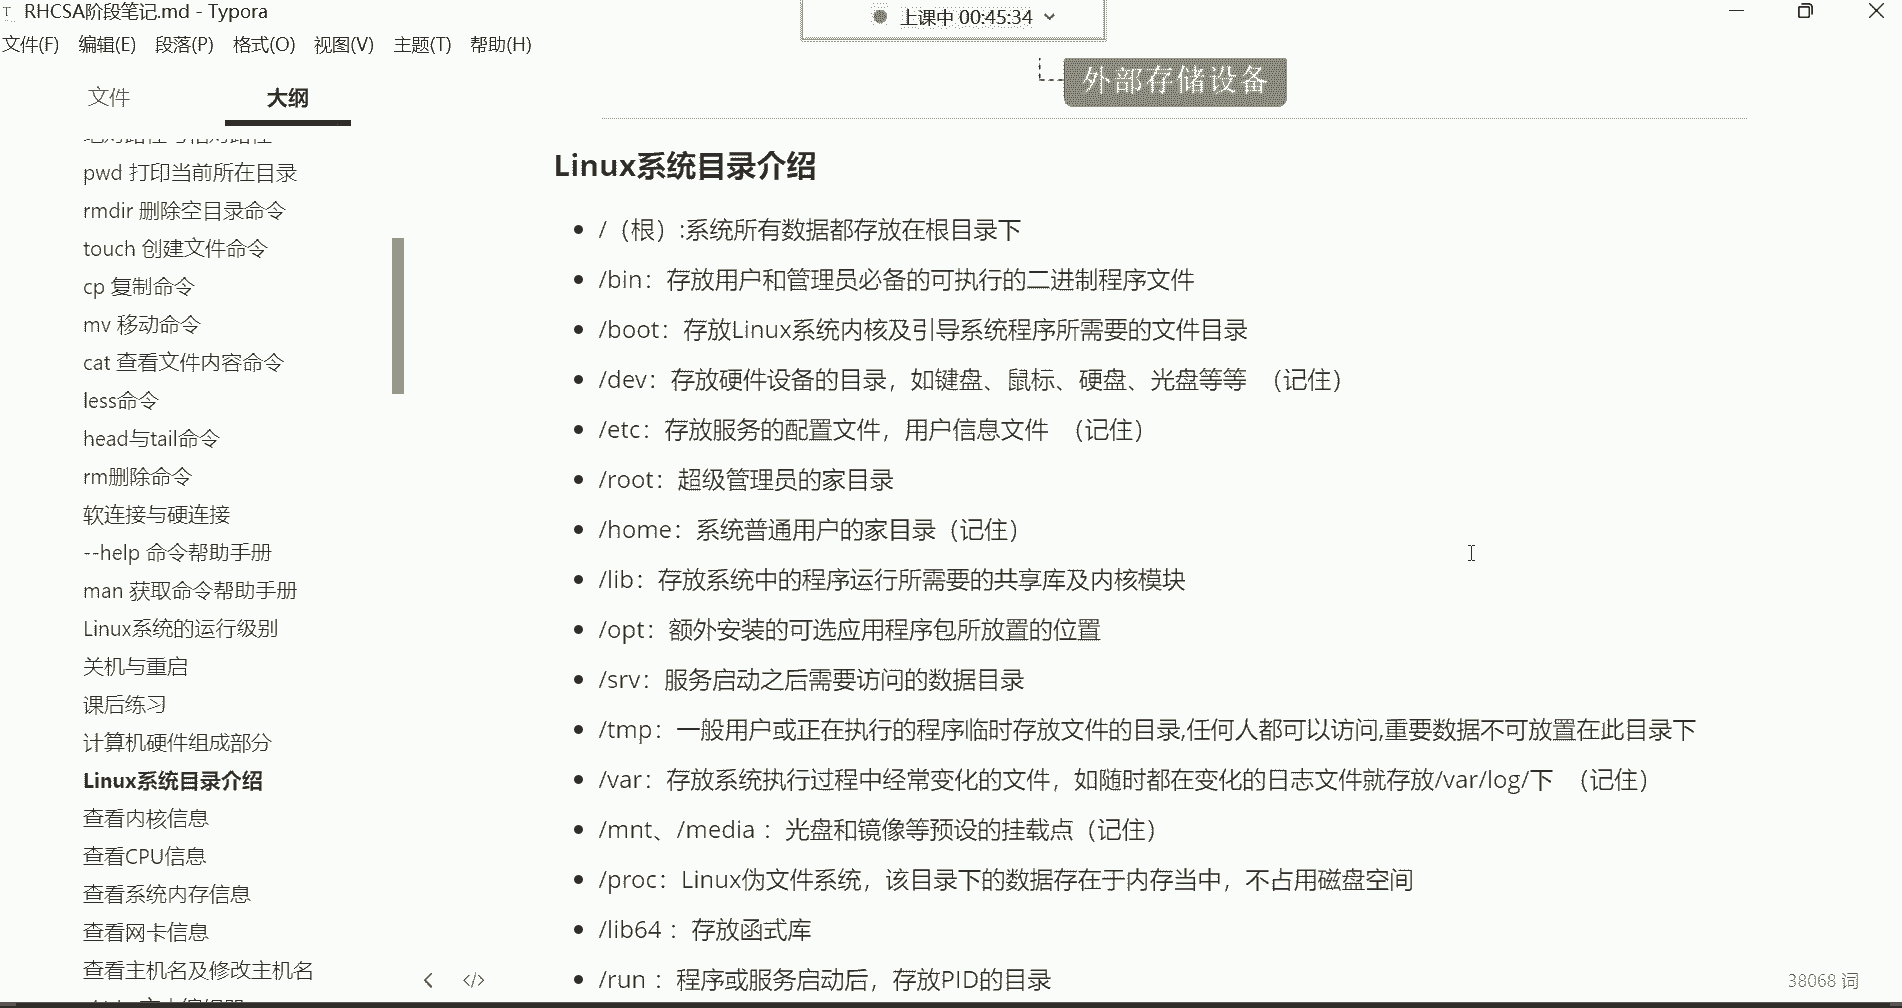 RHCSA阶段笔记.md - Typora
上课中 00:45:34
文件(F) 编辑(E) 段落(P) 格式(O) 视图(V) 主题(T) 帮助(H)
文件 大纲
pwd 打印当前所在目录
rmdir 删除空目录命令
touch 创建文件命令
cp 复制命令
mv 移动命令
cat 查看文件内容命令
less命令
head与tail命令
rm删除命令
软连接与硬连接
--help 命令帮助手册
man 获取命令帮助手册
Linux系统的运行级别
关机与重启
课后练习
计算机硬件组成部分
Linux系统目录介绍
查看内核信息
查看CPU信息
查看系统内存信息
查看网卡信息
查看主机名及修改主机名
外部存储设备
Linux系统目录介绍
/（根）:系统所有数据都存放在根目录下
/bin：存放用户和管理员必备的可执行的二进制程序文件
/boot：存放Linux系统内核及引导系统程序所需要的文件目录
/dev：存放硬件设备的目录，如键盘、鼠标、硬盘、光盘等等 （记住）
/etc：存放服务的配置文件，用户信息文件 （记住）
/root：超级管理员的家目录
/home：系统普通用户的家目录（记住）
/lib：存放系统中的程序运行所需要的共享库及内核模块
/opt：额外安装的可选应用程序包所放置的位置
/srv：服务启动之后需要访问的数据目录
/tmp：一般用户或正在执行的程序临时存放文件的目录,任何人都可以访问,重要数据不可放置在此目录下
/var：存放系统执行过程中经常变化的文件，如随时都在变化的日志文件就存放/var/log/下 （记住）
/mnt、/media ：光盘和镜像等预设的挂载点（记住）
/proc：Linux伪文件系统，该目录下的数据存在于内存当中，不占用磁盘空间
/lib64 ：存放函式库
/run ：程序或服务启动后，存放PID的目录
38068 词